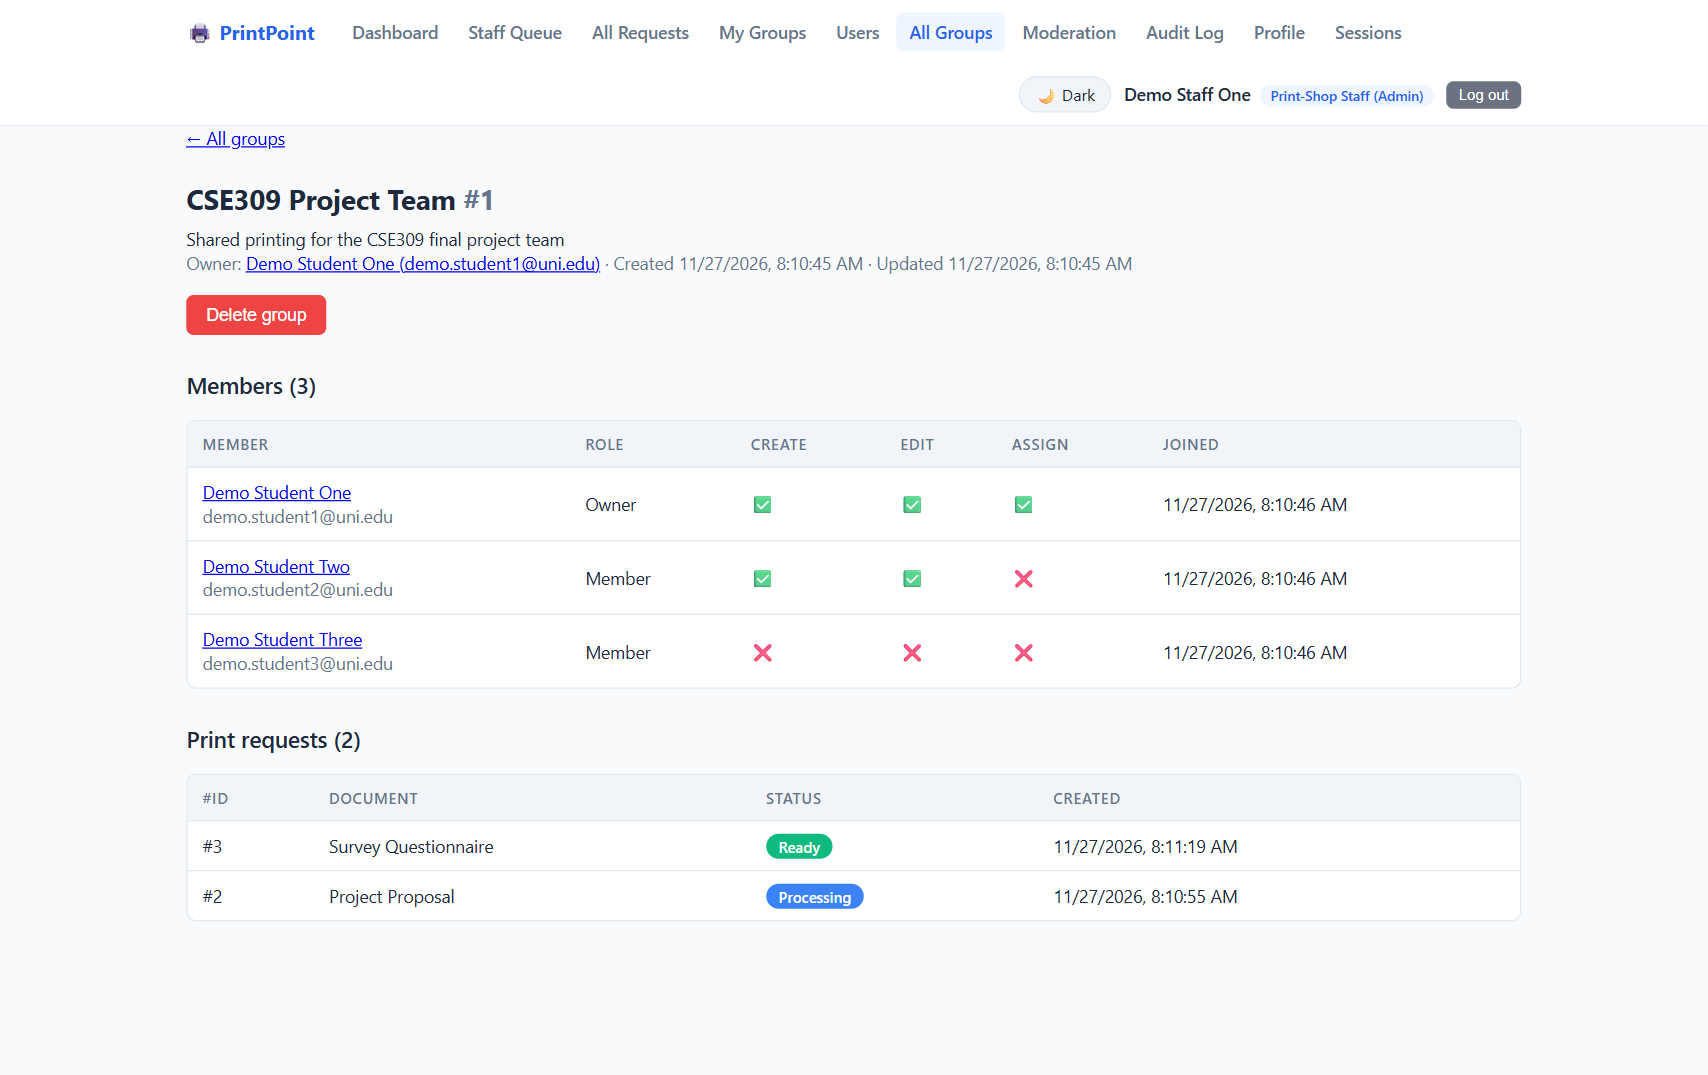 PrintPoint Dashboard Staff Queue All Requests My Groups Users All Groups Moderation Audit Log Profile Sessions
🌙 Dark Demo Staff One Print-Shop Staff (Admin) Log out
← All groups
CSE309 Project Team #1
Shared printing for the CSE309 final project team
Owner: Demo Student One (demo.student1@uni.edu) · Created 11/27/2026, 8:10:45 AM · Updated 11/27/2026, 8:10:45 AM
Delete group
Members (3)
MEMBER ROLE CREATE EDIT ASSIGN JOINED
Demo Student One
demo.student1@uni.edu
Owner ✅ ✅ ✅ 11/27/2026, 8:10:46 AM
Demo Student Two
demo.student2@uni.edu
Member ✅ ✅ ❌ 11/27/2026, 8:10:46 AM
Demo Student Three
demo.student3@uni.edu
Member ❌ ❌ ❌ 11/27/2026, 8:10:46 AM
Print requests (2)
#ID DOCUMENT STATUS CREATED
#3 Survey Questionnaire Ready 11/27/2026, 8:11:19 AM
#2 Project Proposal Processing 11/27/2026, 8:10:55 AM